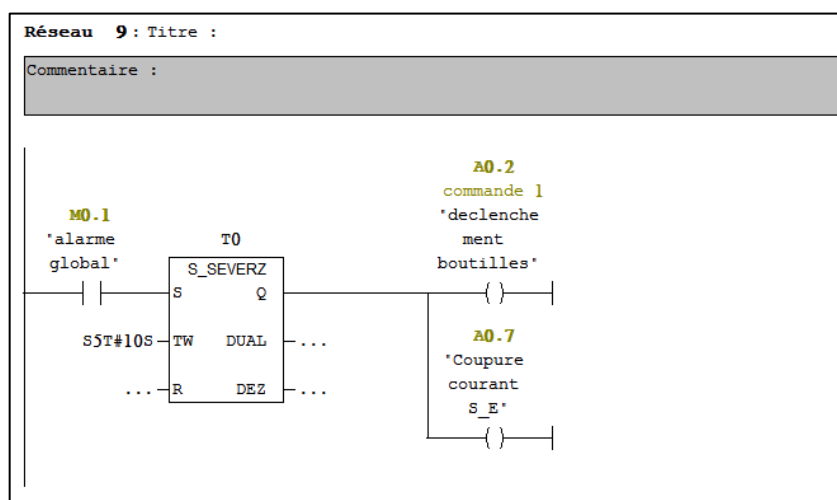 Réseau 9 : Titre :
Commentaire :
A0.2
commande 1
"declenche
ment
boutilles"
M0.1
"alarme
global"
T0
S_SEVERZ
S Q
S5T#10S TW DUAL ...
... R DEZ ...
A0.7
"Coupure
courant
S_E"